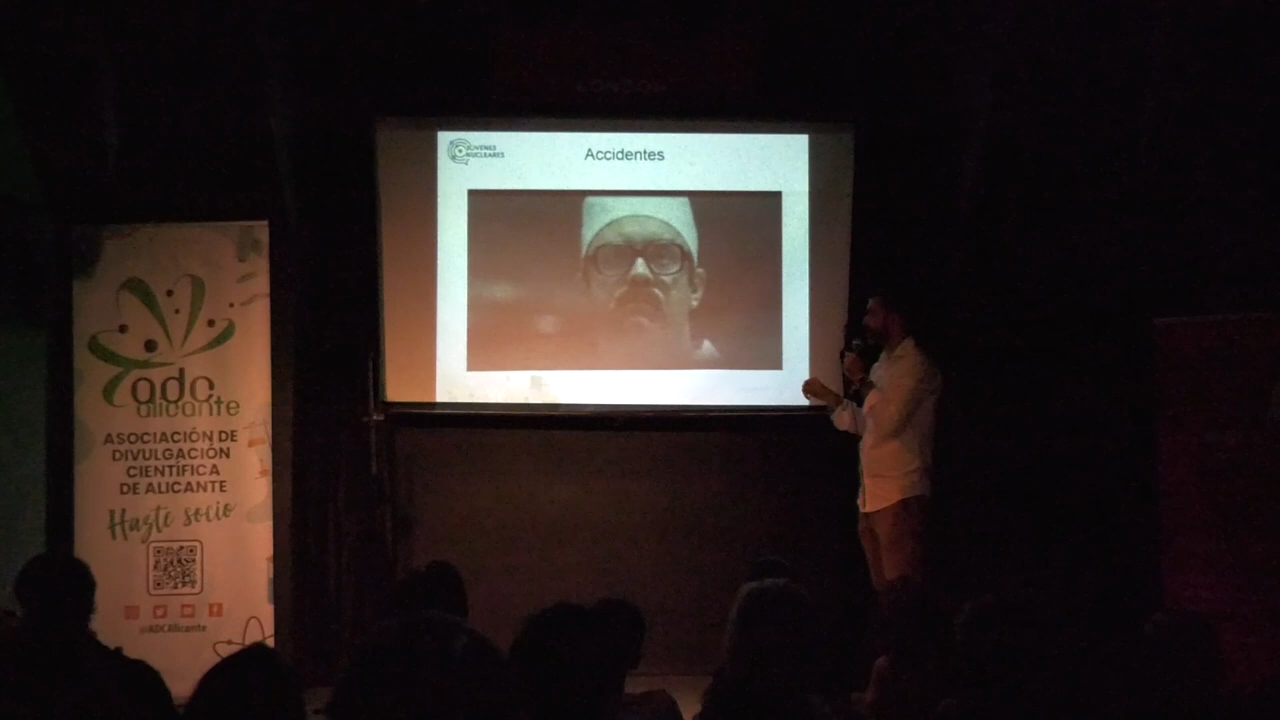 JÓVENES
NUCLEARES
Accidentes
adc
alicante
ASOCIACIÓN DE
DIVULGACIÓN
CIENTÍFICA
DE ALICANTE
Hazte socio
@ADCAlicante